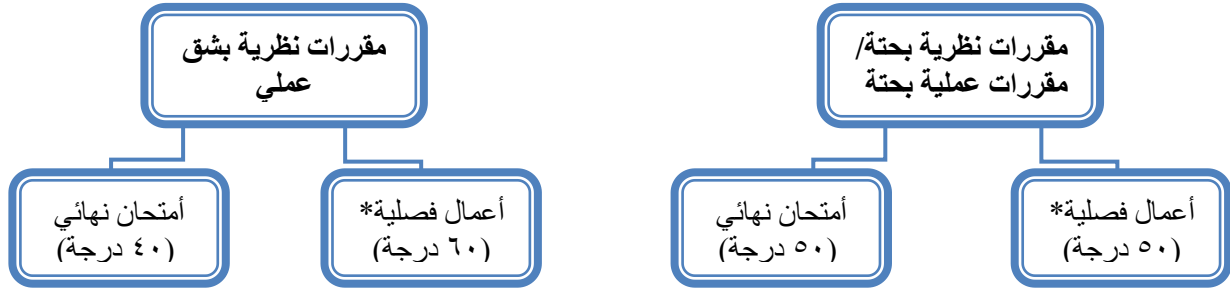 مقررات نظرية بحتة/
مقررات عملية بحتة
أعمال فصلية*
(٥٠ درجة)
أمتحان نهائي
(٥٠ درجة)
مقررات نظرية بشق
عملي
أعمال فصلية*
(٦٠ درجة)
أمتحان نهائي
(٤٠ درجة)